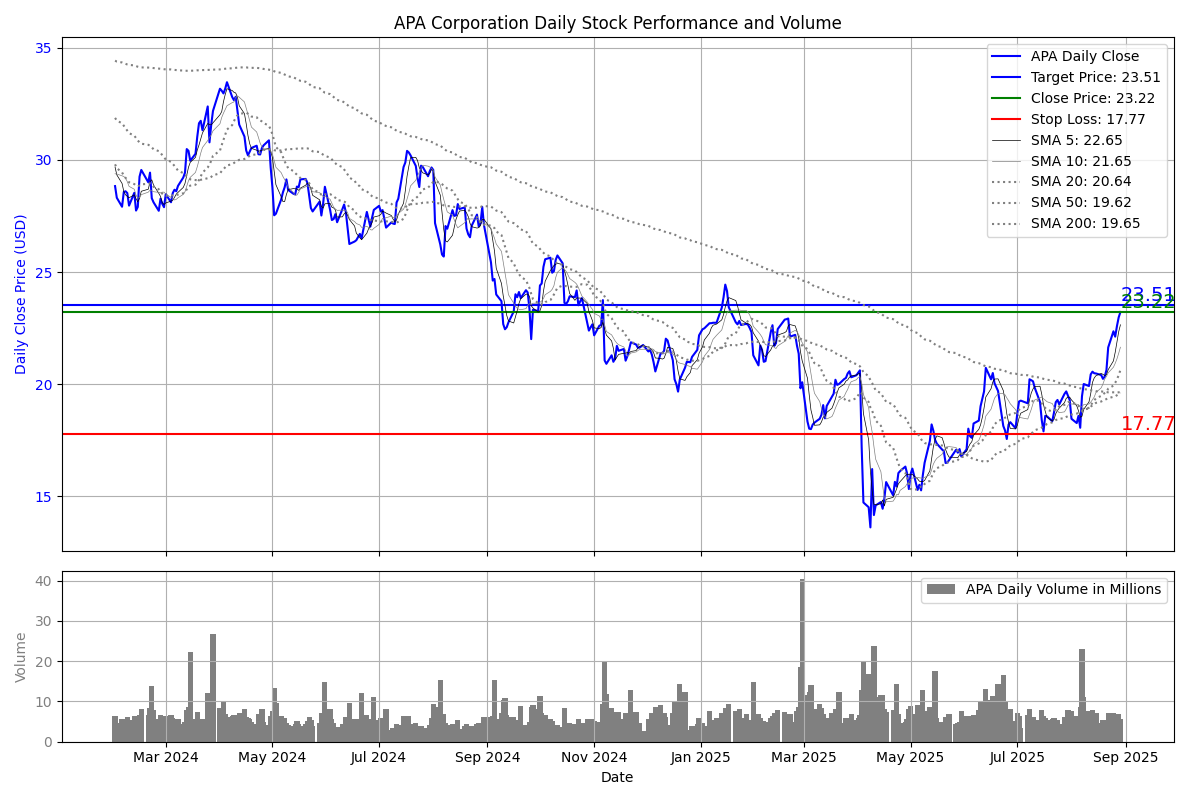 APA Corporation Daily Stock Performance and Volume
Daily Close Price (USD)
35
30
25
20
15
APA Daily Close
Target Price: 23.51
Close Price: 23.22
Stop Loss: 17.77
SMA 5: 22.65
SMA 10: 21.65
SMA 20: 20.64
SMA 50: 19.62
SMA 200: 19.65
23.51
23.22
17.77
Volume
40
30
20
10
0
APA Daily Volume in Millions
Mar 2024 May 2024 Jul 2024 Sep 2024 Nov 2024 Jan 2025 Mar 2025 May 2025 Jul 2025 Sep 2025
Date